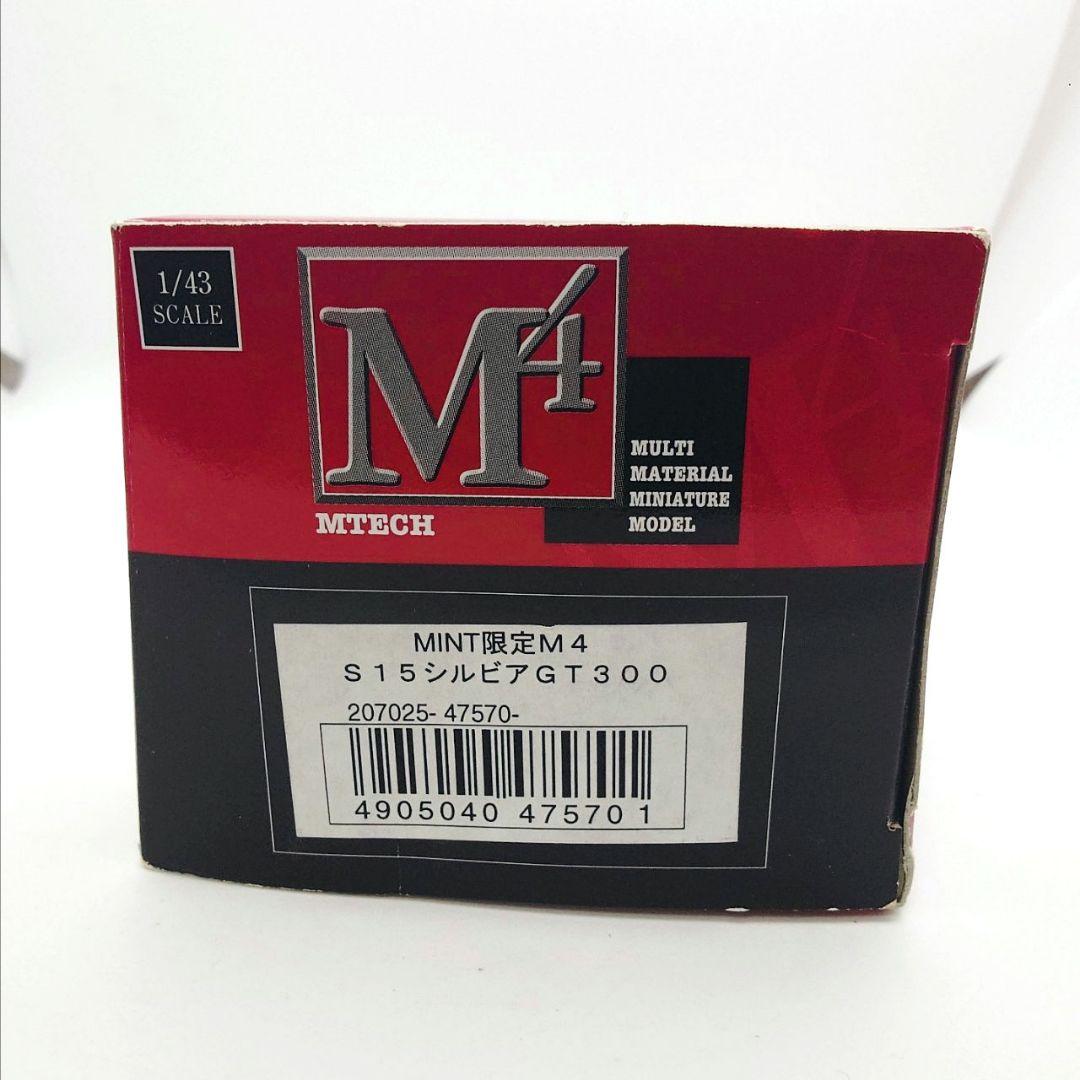 1/43
SCALE
M4
MTECH
MULTI
MATERIAL
MINIATURE
MODEL
MINT限定M4
S15シルビアGT300
207025- 47570-
4905040 475701